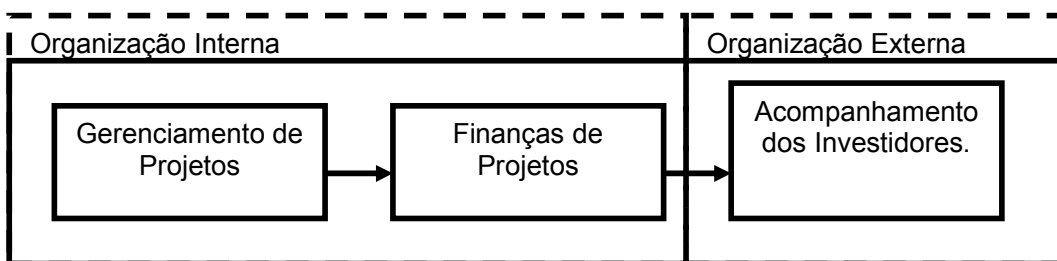 Organização Interna
Organização Externa
Gerenciamento de
Projetos
Finanças de
Projetos
Acompanhamento
dos Investidores.